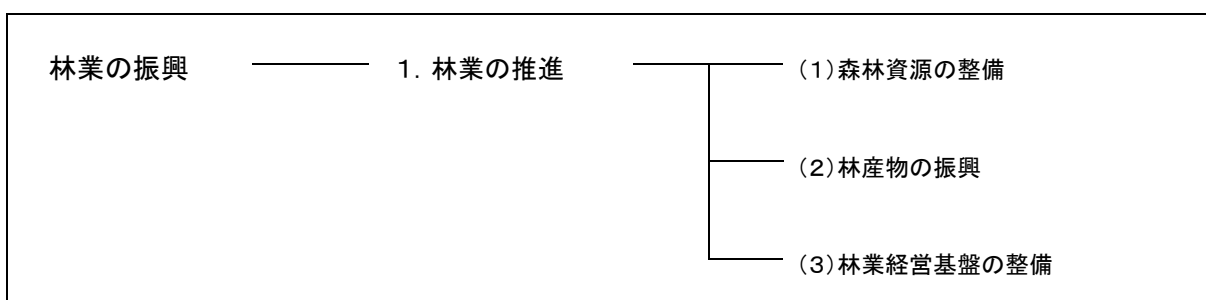 林業の振興
1．林業の推進
（1）森林資源の整備
（2）林産物の振興
（3）林業経営基盤の整備